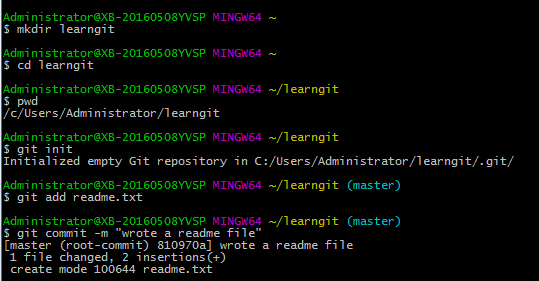 Administrator@XB-20160508YVSP MINGW64 ~
$ mkdir learngit
Administrator@XB-20160508YVSP MINGW64 ~
$ cd learngit
Administrator@XB-20160508YVSP MINGW64 ~/learngit
$ pwd
/c/Users/Administrator/learngit
Administrator@XB-20160508YVSP MINGW64 ~/learngit
$ git init
Initialized empty Git repository in C:/Users/Administrator/learngit/.git/
Administrator@XB-20160508YVSP MINGW64 ~/learngit (master)
$ git add readme.txt
Administrator@XB-20160508YVSP MINGW64 ~/learngit (master)
$ git commit -m "wrote a readme file"
[master (root-commit) 810970a] wrote a readme file
 1 file changed, 2 insertions(+)
 create mode 100644 readme.txt